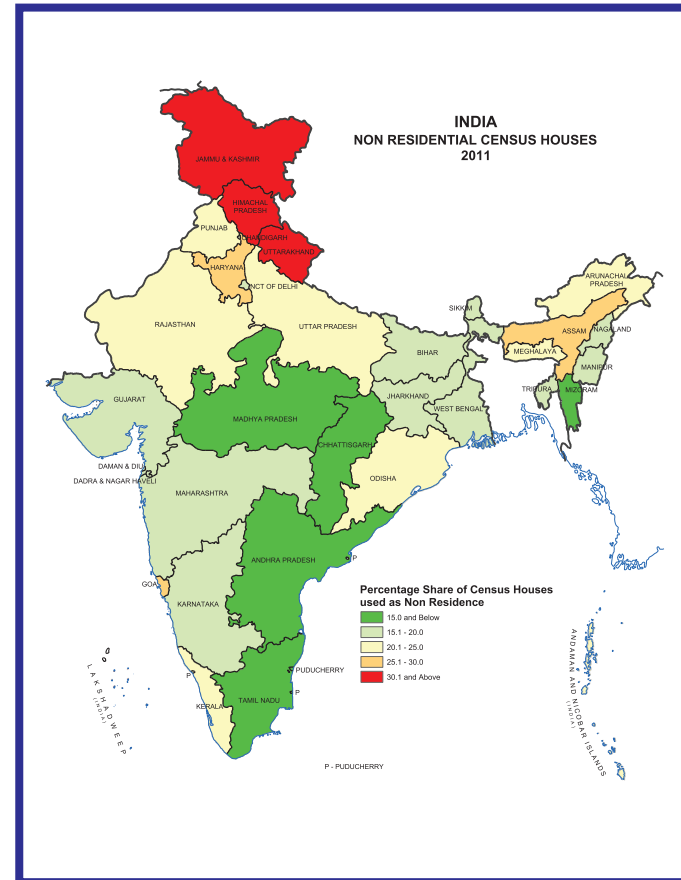 INDIA
NON RESIDENTIAL CENSUS HOUSES
2011
JAMMU & KASHMIR
HIMACHAL
PRADESH
PUNJAB
CHANDIGARH
UTTARAKHAND
HARYANA
NCT OF DELHI
ARUNACHAL
PRADESH
SIKKIM
RAJASTHAN
UTTAR PRADESH
ASSAM
NAGALAND
BIHAR
MEGHALAYA
MANIPUR
GUJARAT
JHARKHAND
TRIPURA
MIZORAM
WEST BENGAL
MADHYA PRADESH
CHHATTISGARH
DAMAN & DIU
DADRA & NAGAR HAVELI
ODISHA
MAHARASHTRA
ANDHRA PRADESH
P
GOA
KARNATAKA
Percentage Share of Census Houses
used as Non Residence
15.0 and Below
15.1 - 20.0
20.1 - 25.0
25.1 - 30.0
30.1 and Above
P
PUDUCHERRY
P
KERALA
TAMIL NADU
LAKSHADWEEP
(INDIA)
ANDAMAN AND NICOBAR ISLANDS
(INDIA)
P - PUDUCHERRY